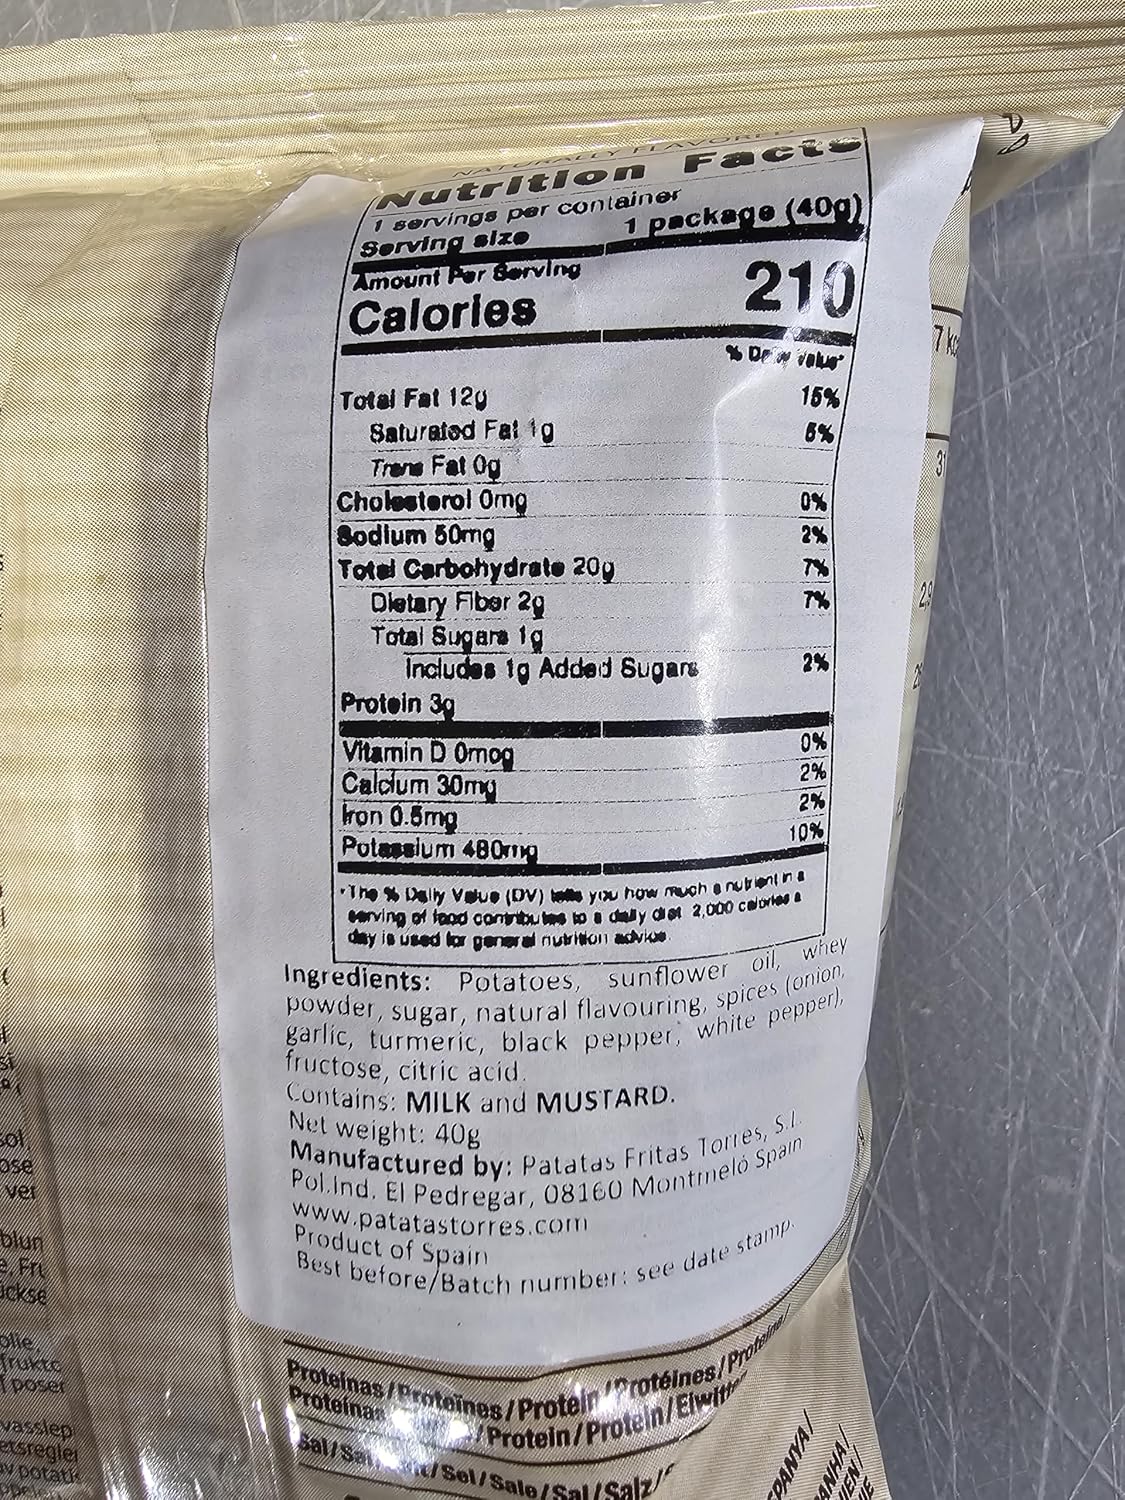 NATURALLY FLAVORED
Nutrition Facts
1 servings per container
Serving size 1 package (40g)
Amount Per Serving
Calories 210
% Daily Value*
Total Fat 12g 15%
Saturated Fat 1g 5%
Trans Fat 0g
Cholesterol 0mg 0%
Sodium 50mg 2%
Total Carbohydrate 20g 7%
Dietary Fiber 2g 7%
Total Sugars 1g
Includes 1g Added Sugars 2%
Protein 3g
Vitamin D 0mcg 0%
Calcium 30mg 2%
Iron 0.5mg 2%
Potassium 480mg 10%
*The % Daily Value (DV) tells you how much a nutrient in a
serving of food contributes to a daily diet 2,000 calories a
day is used for general nutrition advice.
Ingredients: Potatoes, sunflower oil, whey
powder, sugar, natural flavouring, spices (onion,
garlic, turmeric, black pepper, white pepper),
fructose, citric acid.
Contains: MILK and MUSTARD.
Net weight: 40g
Manufactured by: Patatas Fritas Torres, S.L.
Pol.Ind. El Pedregar, 08160 Montmeló Spain
www.patatastorres.com
Product of Spain
Best before/Batch number: see date stamp.
Proteínas/Proteïnes/Protein/Protéines/Proteine/
Proteínas /Protein/Protein/Eiwitten
Sal/Sal /Sel/Sale/Sal/Salz/